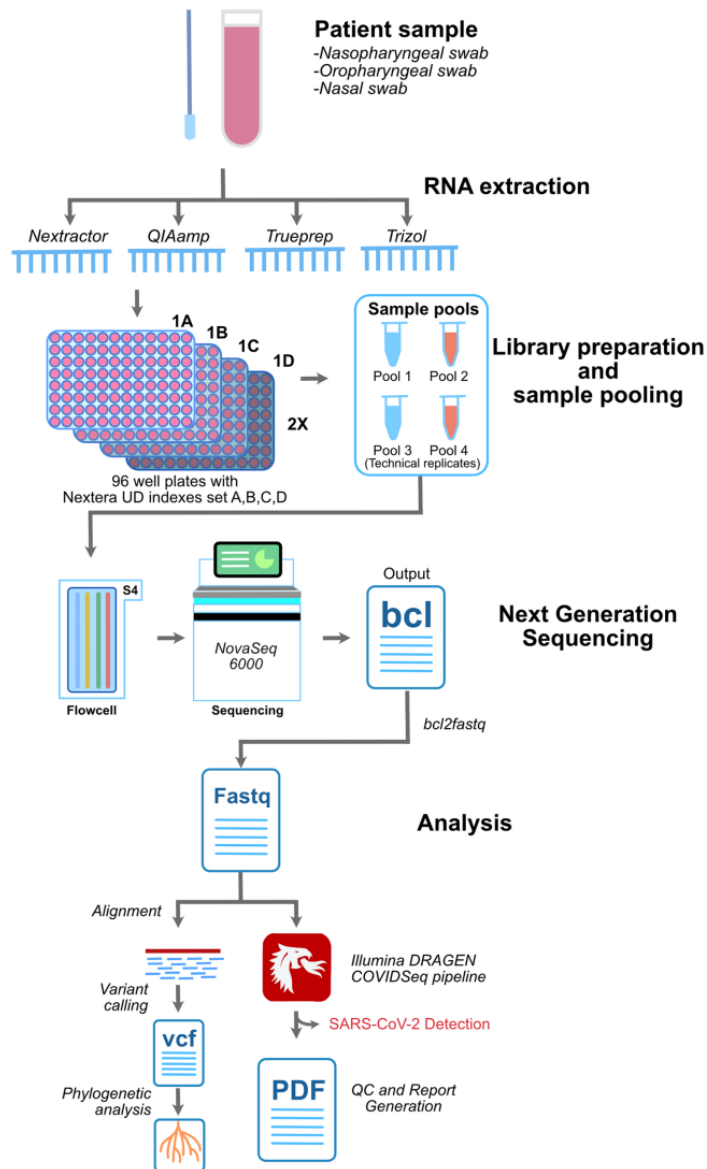 Patient sample
-Nasopharyngeal swab
-Oropharyngeal swab
-Nasal swab
RNA extraction
Nextractor
QIAamp
Trueprep
Trizol
1A
1B
1C
1D
2X
96 well plates with
Nextera UD indexes set A,B,C,D
Sample pools
Pool 1
Pool 2
Pool 3
Pool 4
(Technical replicates)
Library preparation
and
sample pooling
S4
Flowcell
NovaSeq
6000
Sequencing
Output
bcl
Next Generation
Sequencing
bcl2fastq
Fastq
Analysis
Alignment
Illumina DRAGEN
COVIDSeq pipeline
Variant
calling
SARS-CoV-2 Detection
vcf
Phylogenetic
analysis
PDF
QC and Report
Generation